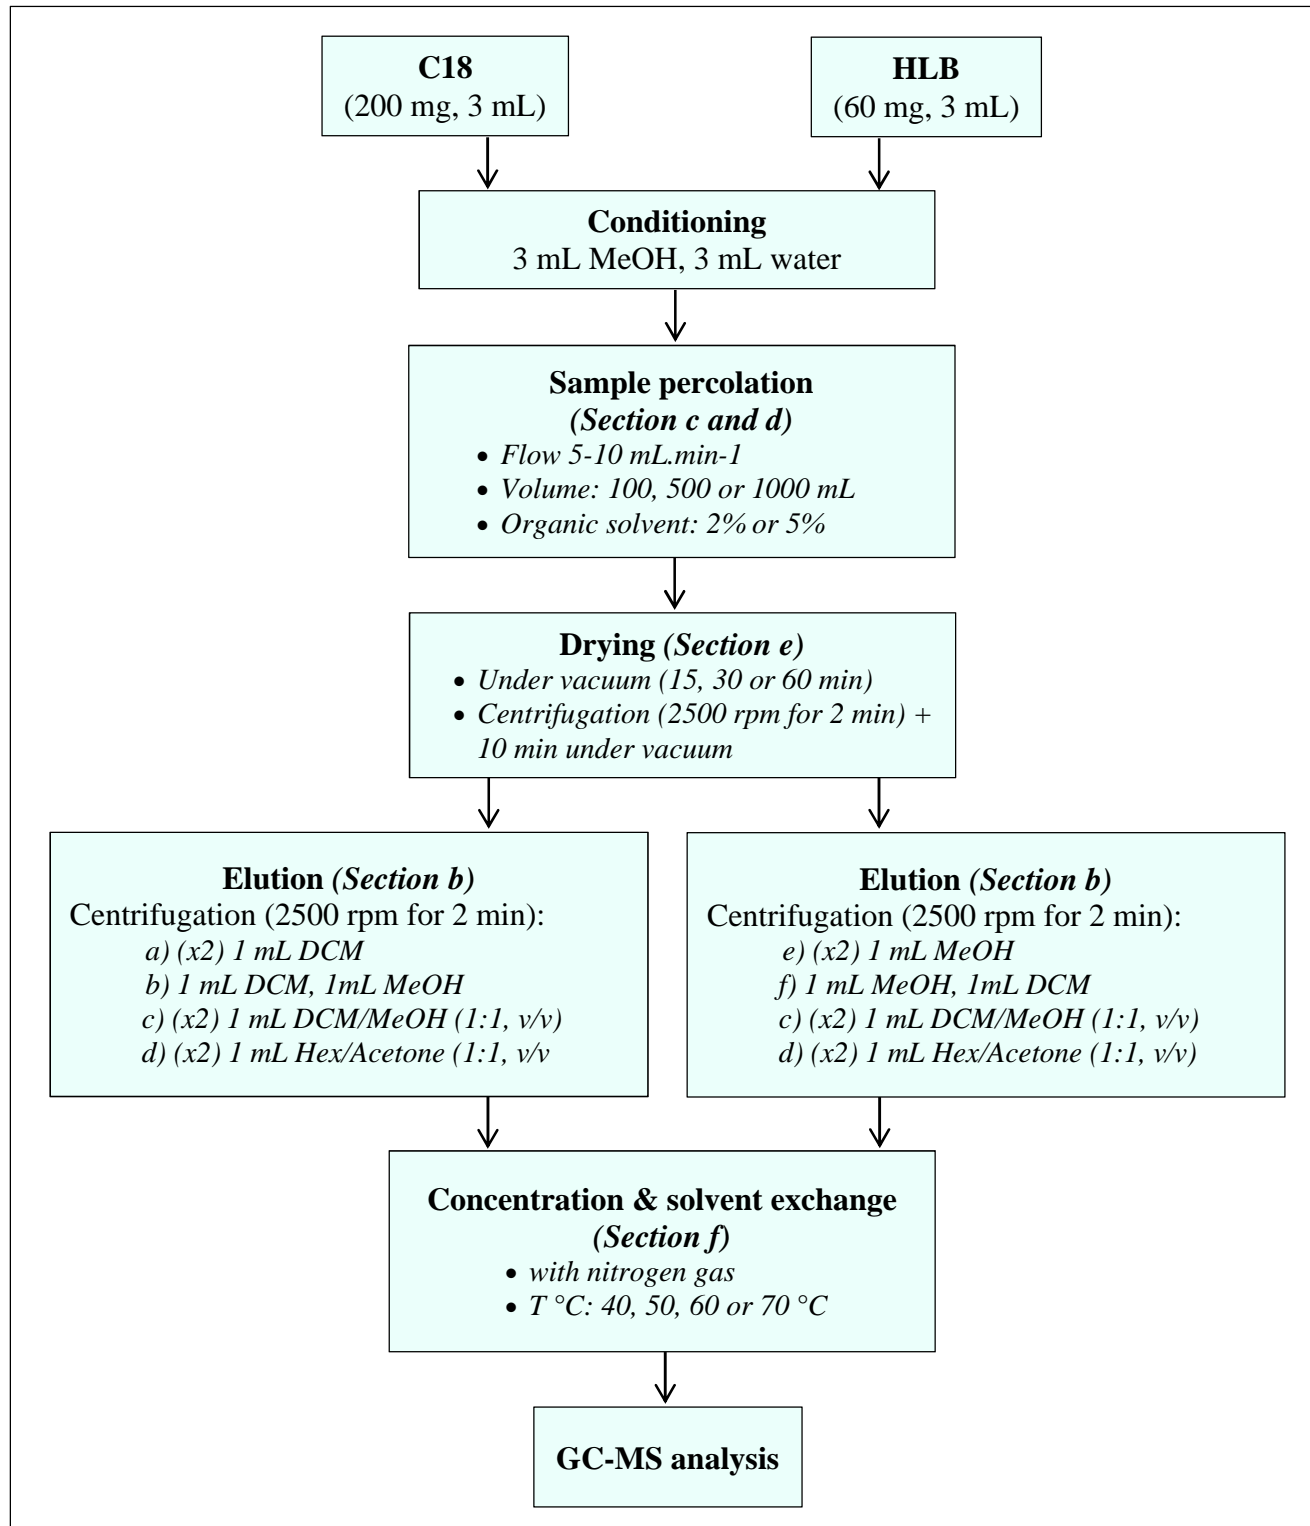 C18
(200 mg, 3 mL)
HLB
(60 mg, 3 mL)
Conditioning
3 mL MeOH, 3 mL water
Sample percolation
(Section c and d)
• Flow 5-10 mL.min-1
• Volume: 100, 500 or 1000 mL
• Organic solvent: 2% or 5%
Drying (Section e)
• Under vacuum (15, 30 or 60 min)
• Centrifugation (2500 rpm for 2 min) +
10 min under vacuum
Elution (Section b)
Centrifugation (2500 rpm for 2 min):
a) (x2) 1 mL DCM
b) 1 mL DCM, 1mL MeOH
c) (x2) 1 mL DCM/MeOH (1:1, v/v)
d) (x2) 1 mL Hex/Acetone (1:1, v/v
Elution (Section b)
Centrifugation (2500 rpm for 2 min):
e) (x2) 1 mL MeOH
f) 1 mL MeOH, 1mL DCM
c) (x2) 1 mL DCM/MeOH (1:1, v/v)
d) (x2) 1 mL Hex/Acetone (1:1, v/v)
Concentration & solvent exchange
(Section f)
• with nitrogen gas
• T °C: 40, 50, 60 or 70 °C
GC-MS analysis